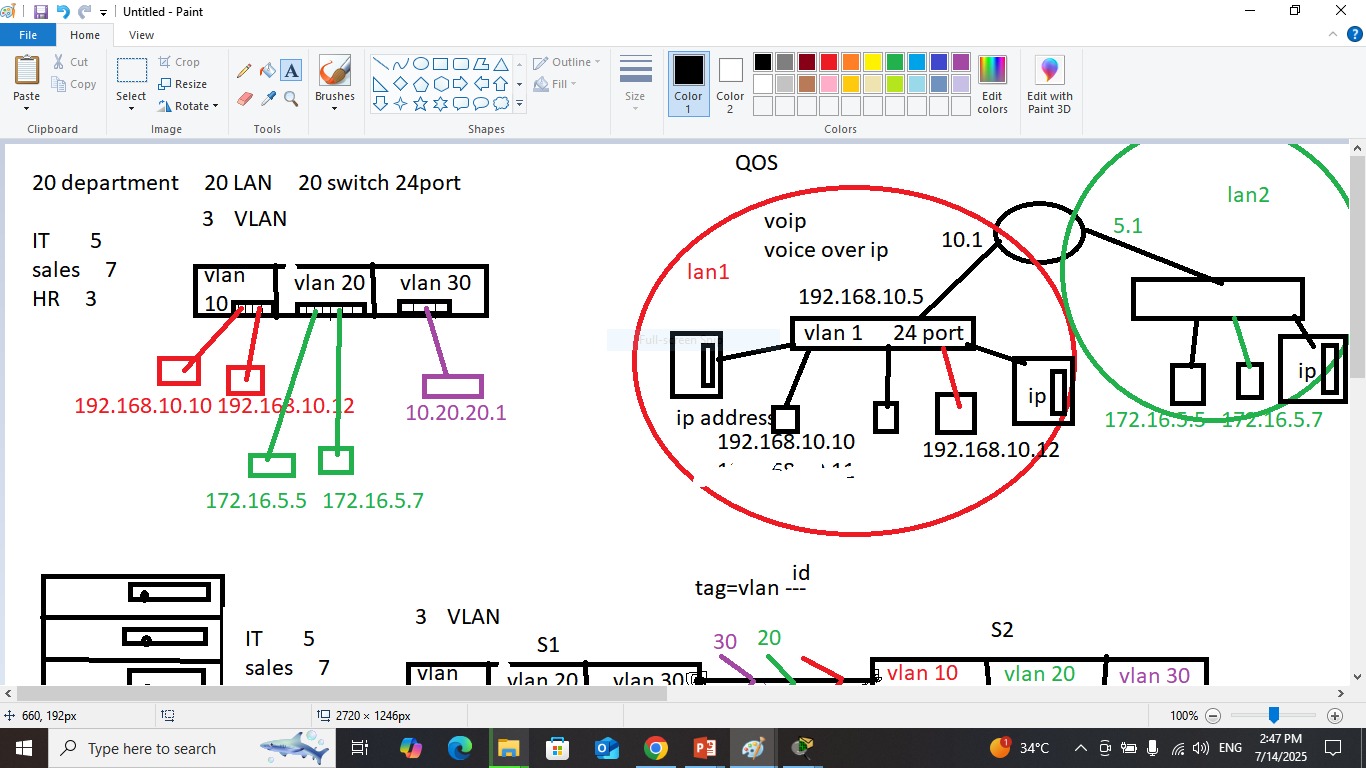 Untitled - Paint
File Home View
Paste
Cut
Copy
Clipboard
Select
Crop
Resize
Rotate
Image
Tools
Brushes
Shapes
Outline
Fill
Size
Color 1
Color 2
Edit colors
Colors
Edit with Paint 3D
20 department 20 LAN 20 switch 24port
3 VLAN
IT 5
sales 7
HR 3
vlan 10
vlan 20
vlan 30
192.168.10.10 192.168.10.12
10.20.20.1
172.16.5.5 172.16.5.7
QOS
voip
voice over ip
lan1
10.1
192.168.10.5
vlan 1 24 port
ip address
ip
192.168.10.10
192.168.10.12
lan2
5.1
ip
172.16.5.5 172.16.5.7
id
tag=vlan ---
3 VLAN
IT 5
sales 7
S1
vlan
vlan 20
vlan 30
30
20
S2
vlan 10
vlan 20
vlan 30
660, 192px
2720 × 1246px
100%
Type here to search
34°C
ENG
2:47 PM
7/14/2025